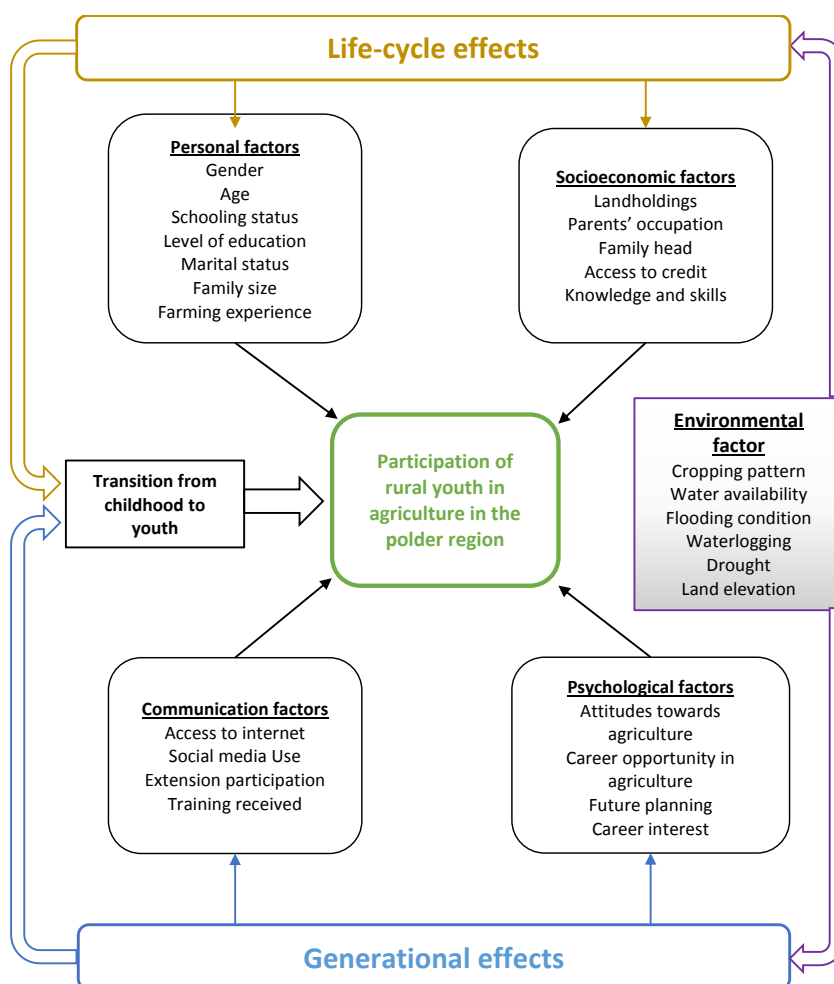 Life-cycle effects
Personal factors
Gender
Age
Schooling status
Level of education
Marital status
Family size
Farming experience
Socioeconomic factors
Landholdings
Parents’ occupation
Family head
Access to credit
Knowledge and skills
Transition from
childhood to
youth
Participation of
rural youth in
agriculture in the
polder region
Environmental
factor
Cropping pattern
Water availability
Flooding condition
Waterlogging
Drought
Land elevation
Communication factors
Access to internet
Social media Use
Extension participation
Training received
Psychological factors
Attitudes towards
agriculture
Career opportunity in
agriculture
Future planning
Career interest
Generational effects